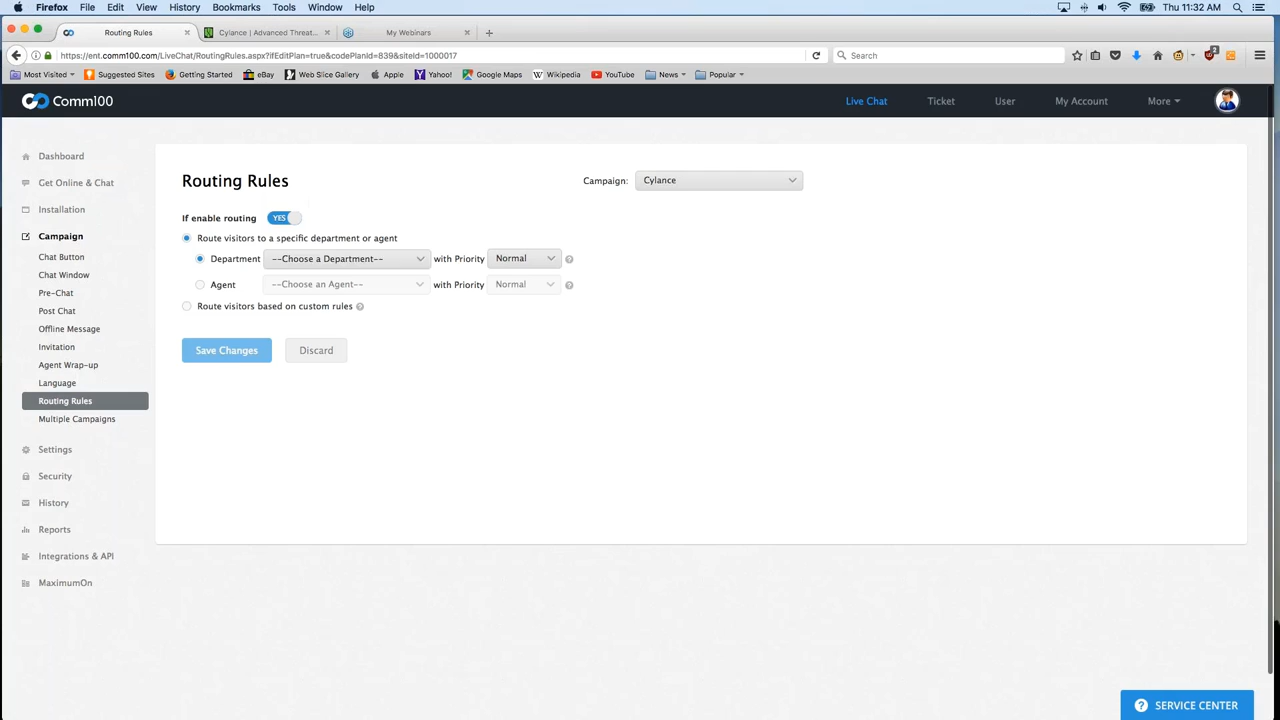 Firefox File Edit View History Bookmarks Tools Window Help Thu 11:32 AM
Routing Rules Cylance | Advanced Threat... My Webinars
https://ent.comm100.com/LiveChat/RoutingRules.aspx?ifEditPlan=true&codePlanId=839&siteId=1000017 Search 2
Most Visited Suggested Sites Getting Started eBay Web Slice Gallery Apple Yahoo! Google Maps Wikipedia YouTube News Popular
Comm100 Live Chat Ticket User My Account More
Dashboard
Get Online & Chat
Installation
Campaign
Chat Button
Chat Window
Pre-Chat
Post Chat
Offline Message
Invitation
Agent Wrap-up
Language
Routing Rules
Multiple Campaigns
Settings
Security
History
Reports
Integrations & API
MaximumOn
Routing Rules Campaign: Cylance
If enable routing YES
Route visitors to a specific department or agent
Department --Choose a Department-- with Priority Normal ?
Agent --Choose an Agent-- with Priority Normal ?
Route visitors based on custom rules ?
Save Changes Discard
? SERVICE CENTER